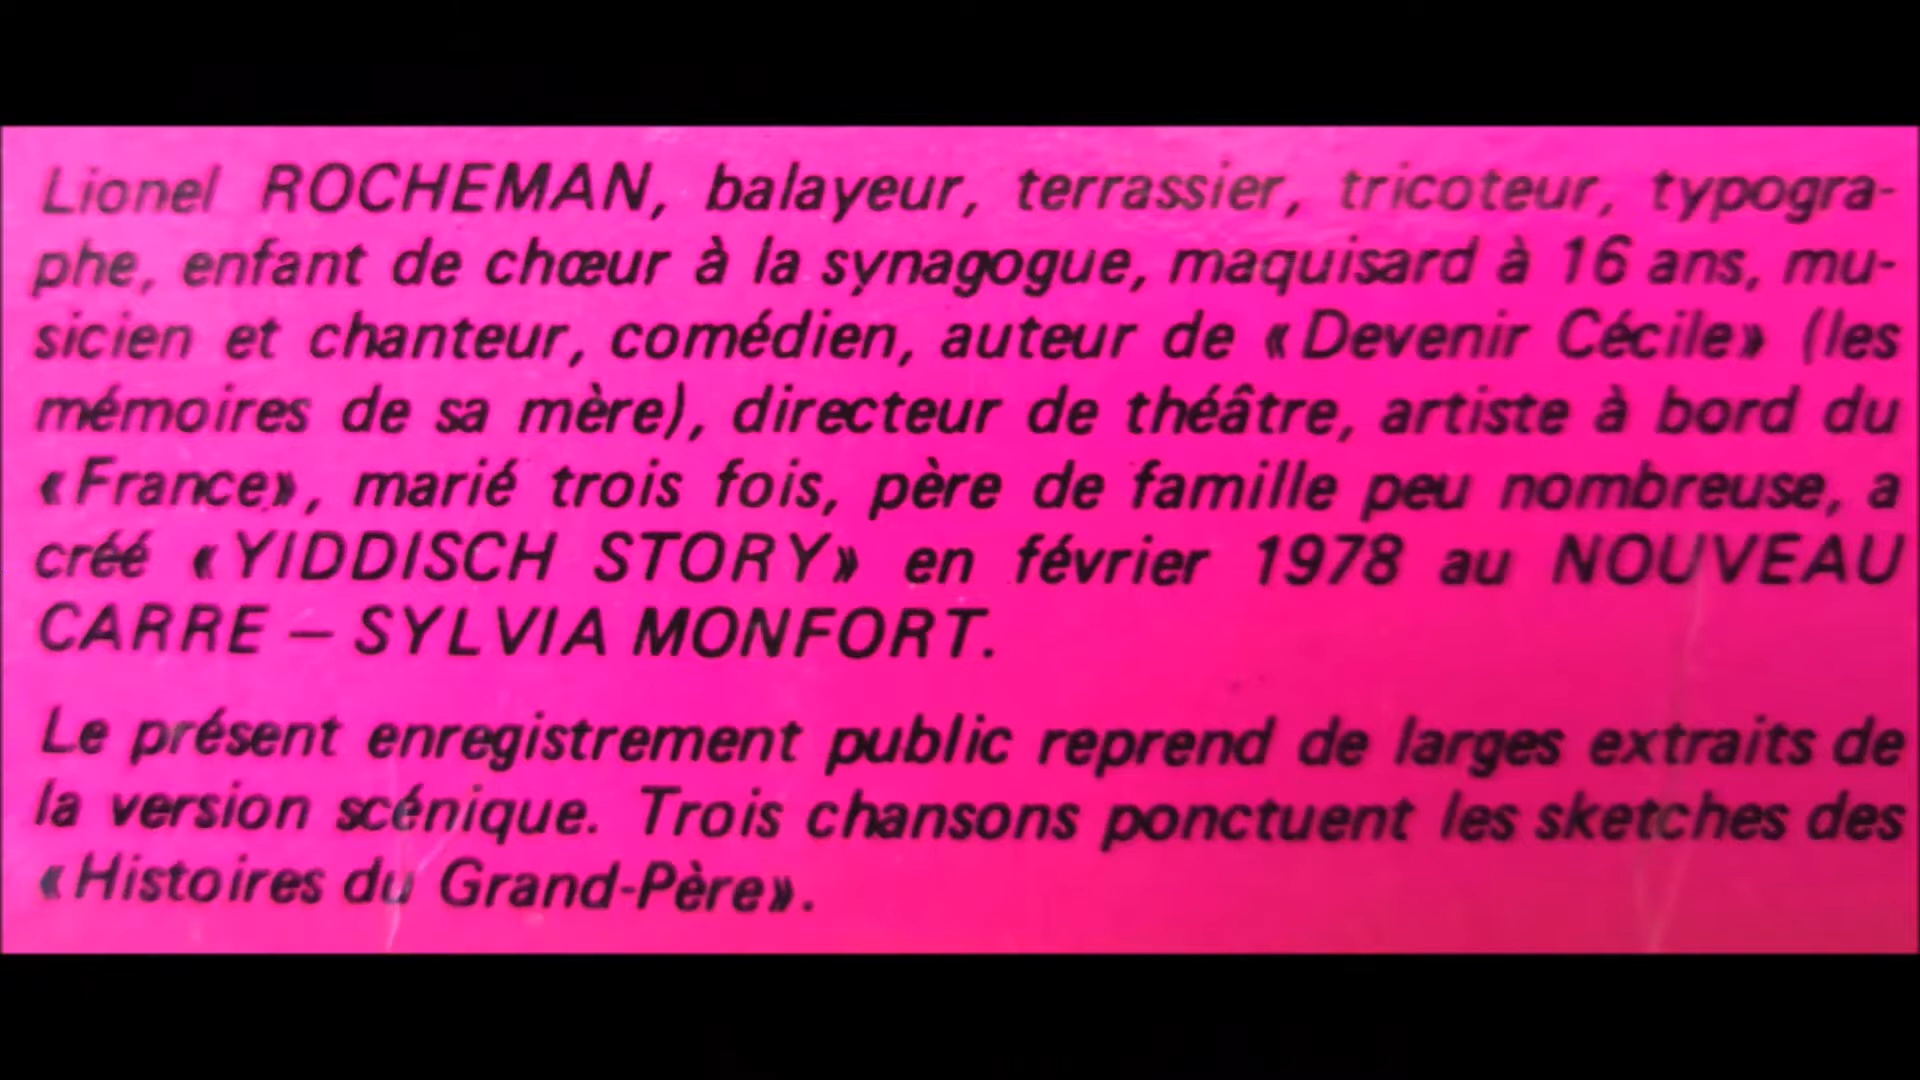 Lionel ROCHEMAN, balayeur, terrassier, tricoteur, typogra-
phe, enfant de chœur à la synagogue, maquisard à 16 ans, mu-
sicien et chanteur, comédien, auteur de «Devenir Cécile» (les
mémoires de sa mère), directeur de théâtre, artiste à bord du
«France», marié trois fois, père de famille peu nombreuse, a
créé «YIDDISCH STORY» en février 1978 au NOUVEAU
CARRE – SYLVIA MONFORT.
Le présent enregistrement public reprend de larges extraits de
la version scénique. Trois chansons ponctuent les sketches des
«Histoires du Grand-Père».